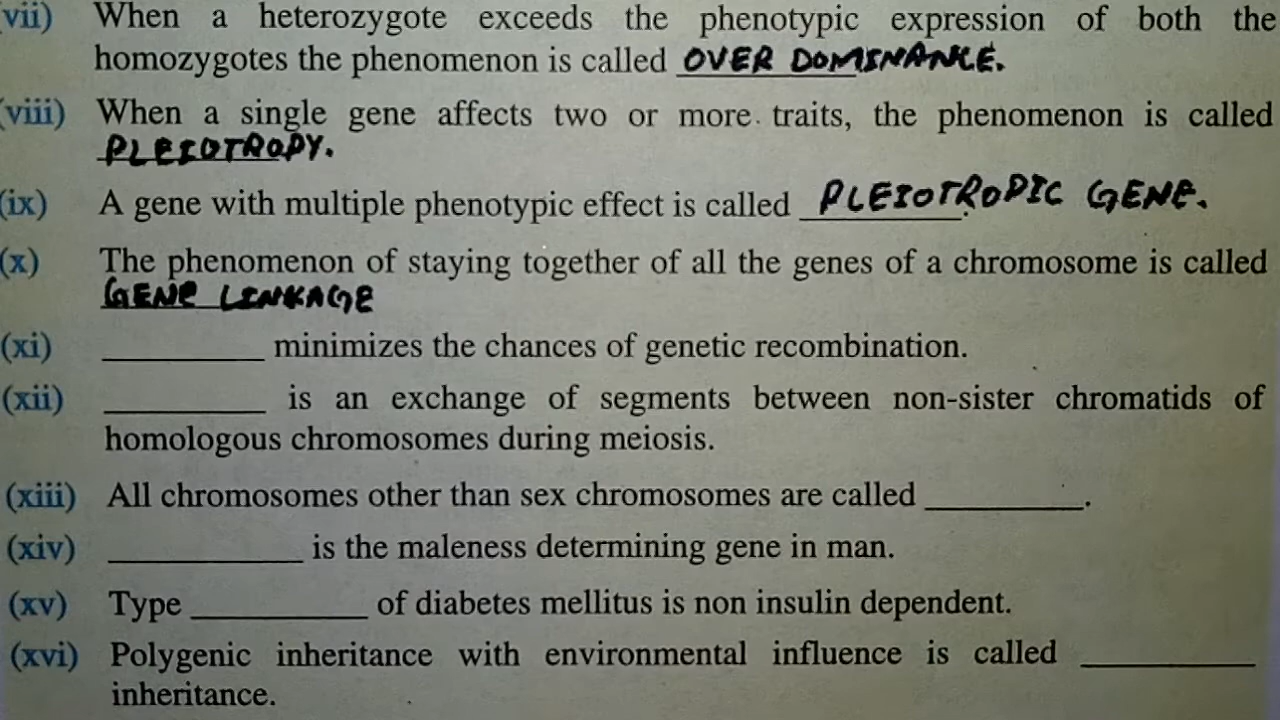 (vii) When a heterozygote exceeds the phenotypic expression of both the
homozygotes the phenomenon is called OVER DOMINANCE.
(viii) When a single gene affects two or more traits, the phenomenon is called
PLEIOTROPY.
(ix) A gene with multiple phenotypic effect is called PLEIOTROPIC GENE.
(x) The phenomenon of staying together of all the genes of a chromosome is called
GENE LINKAGE
(xi) __________ minimizes the chances of genetic recombination.
(xii) __________ is an exchange of segments between non-sister chromatids of
homologous chromosomes during meiosis.
(xiii) All chromosomes other than sex chromosomes are called __________.
(xiv) __________ is the maleness determining gene in man.
(xv) Type __________ of diabetes mellitus is non insulin dependent.
(xvi) Polygenic inheritance with environmental influence is called __________
inheritance.